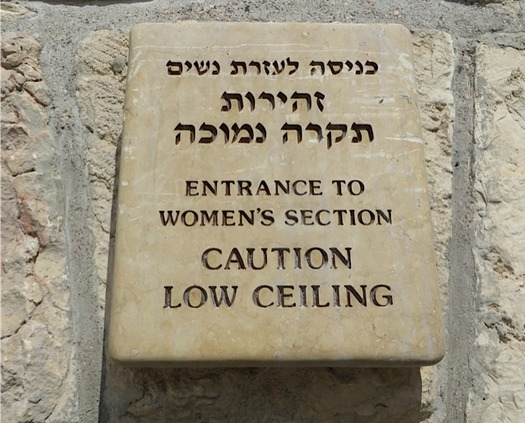 כניסה לעזרת נשים
זהירות
תקרה נמוכה
ENTRANCE TO
WOMEN'S SECTION
CAUTION
LOW CEILING